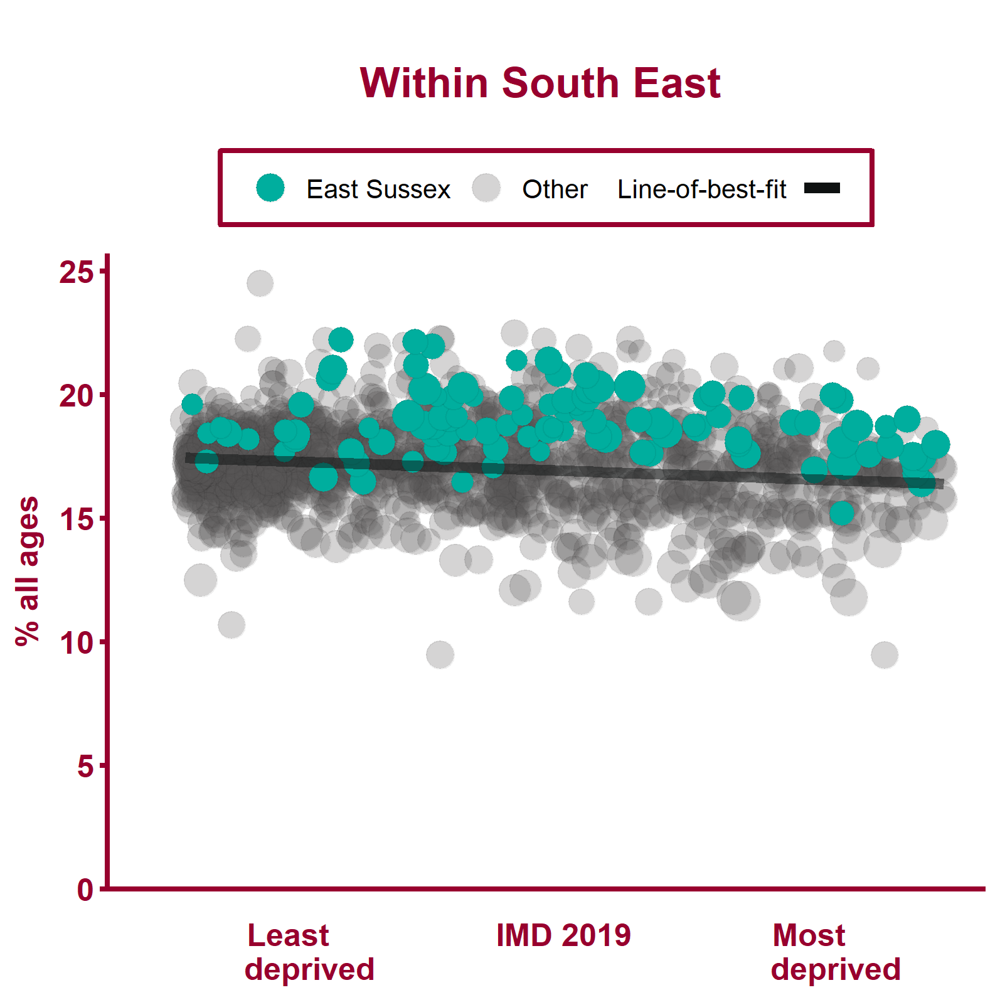 Within South East
East Sussex Other Line-of-best-fit
25
20
15
10
5
0
% all ages
Least deprived
IMD 2019
Most deprived